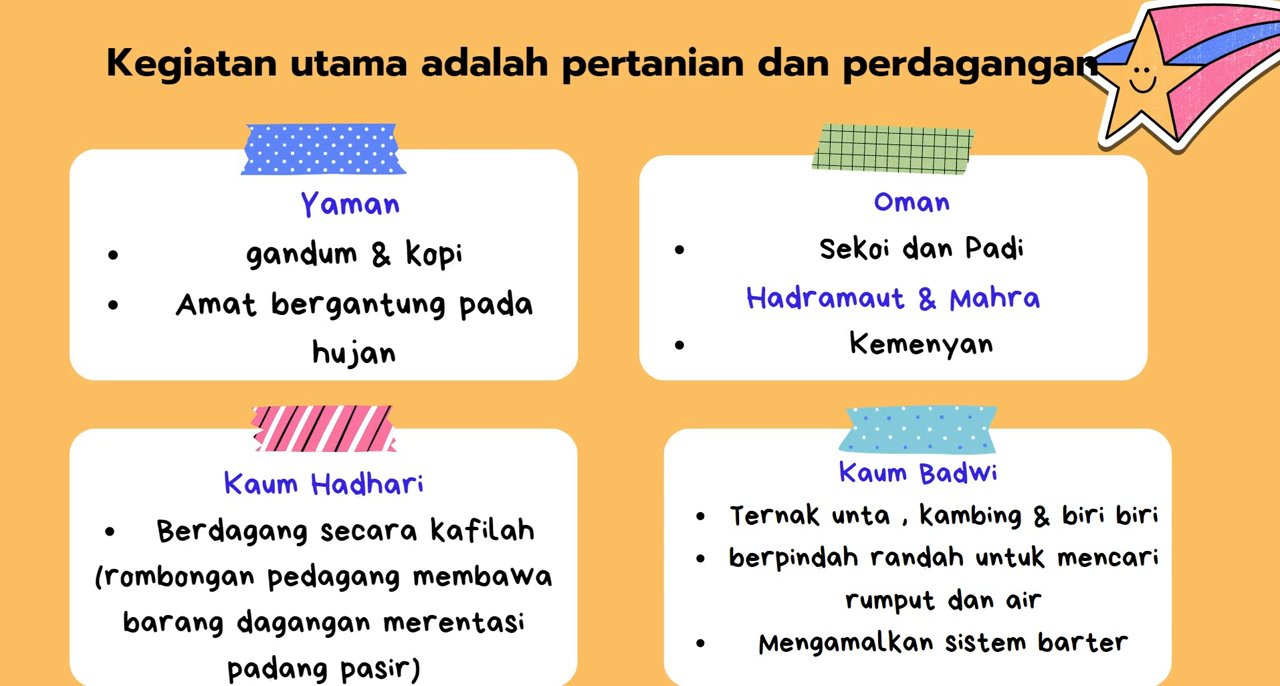 Kegiatan utama adalah pertanian dan perdagangan
Yaman
• gandum & kopi
• Amat bergantung pada
hujan
Oman
• Sekoi dan Padi
Hadramaut & Mahra
• Kemenyan
Kaum Hadhari
• Berdagang secara kafilah
(rombongan pedagang membawa
barang dagangan merentasi
padang pasir)
Kaum Badwi
• Ternak unta , kambing & biri biri
• berpindah randah untuk mencari
rumput dan air
• Mengamalkan sistem barter